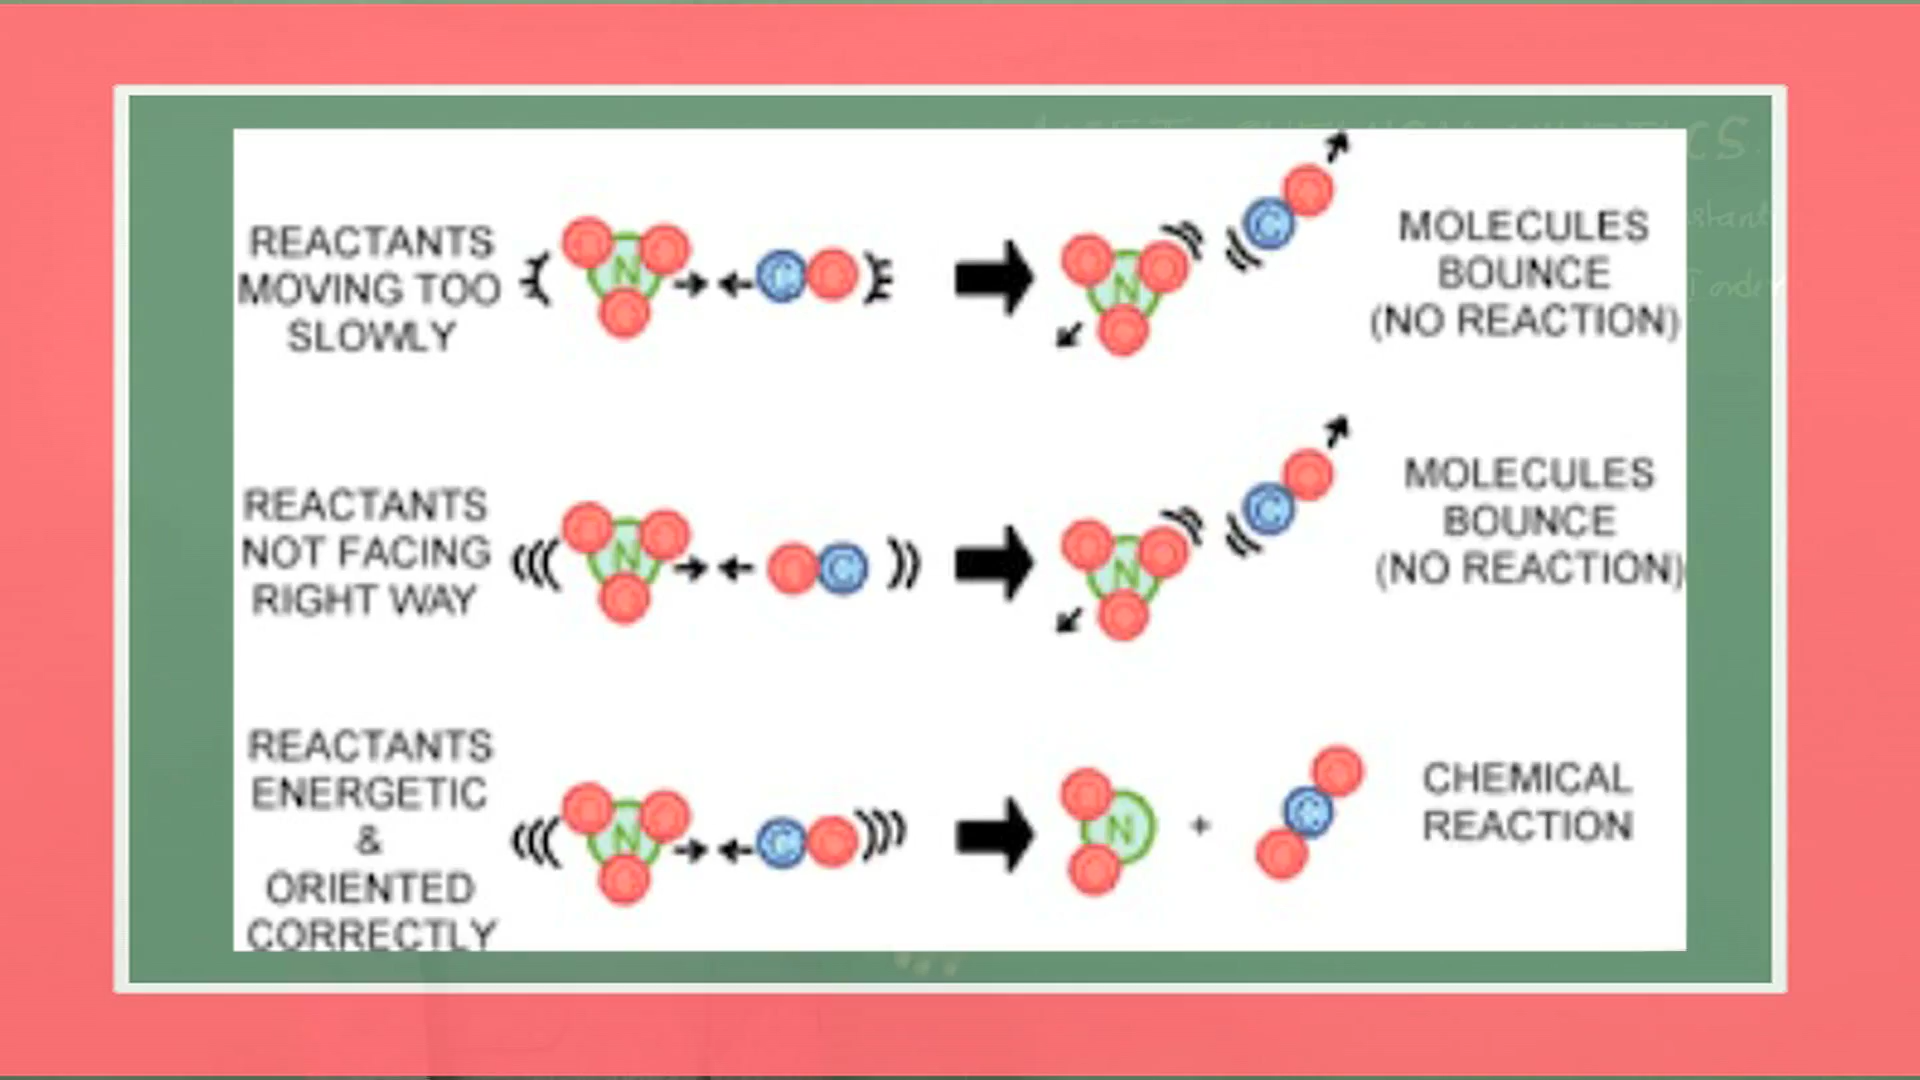 REACTANTS
MOVING TOO
SLOWLY
N
C
N
C
MOLECULES
BOUNCE
(NO REACTION)
REACTANTS
NOT FACING
RIGHT WAY
N
C
N
C
MOLECULES
BOUNCE
(NO REACTION)
REACTANTS
ENERGETIC
&
ORIENTED
CORRECTLY
N
C
N
+
C
CHEMICAL
REACTION